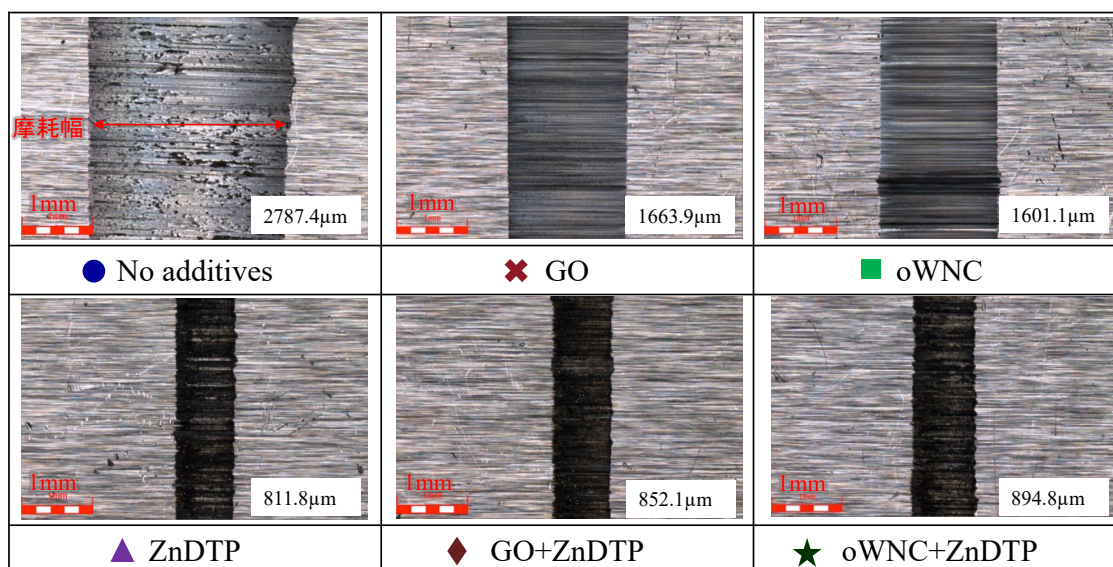 摩耗幅
1mm
2787.4μm
1mm
1663.9μm
1mm
1601.1μm
No additives
GO
oWNC
1mm
811.8μm
1mm
852.1μm
1mm
894.8μm
ZnDTP
GO+ZnDTP
oWNC+ZnDTP